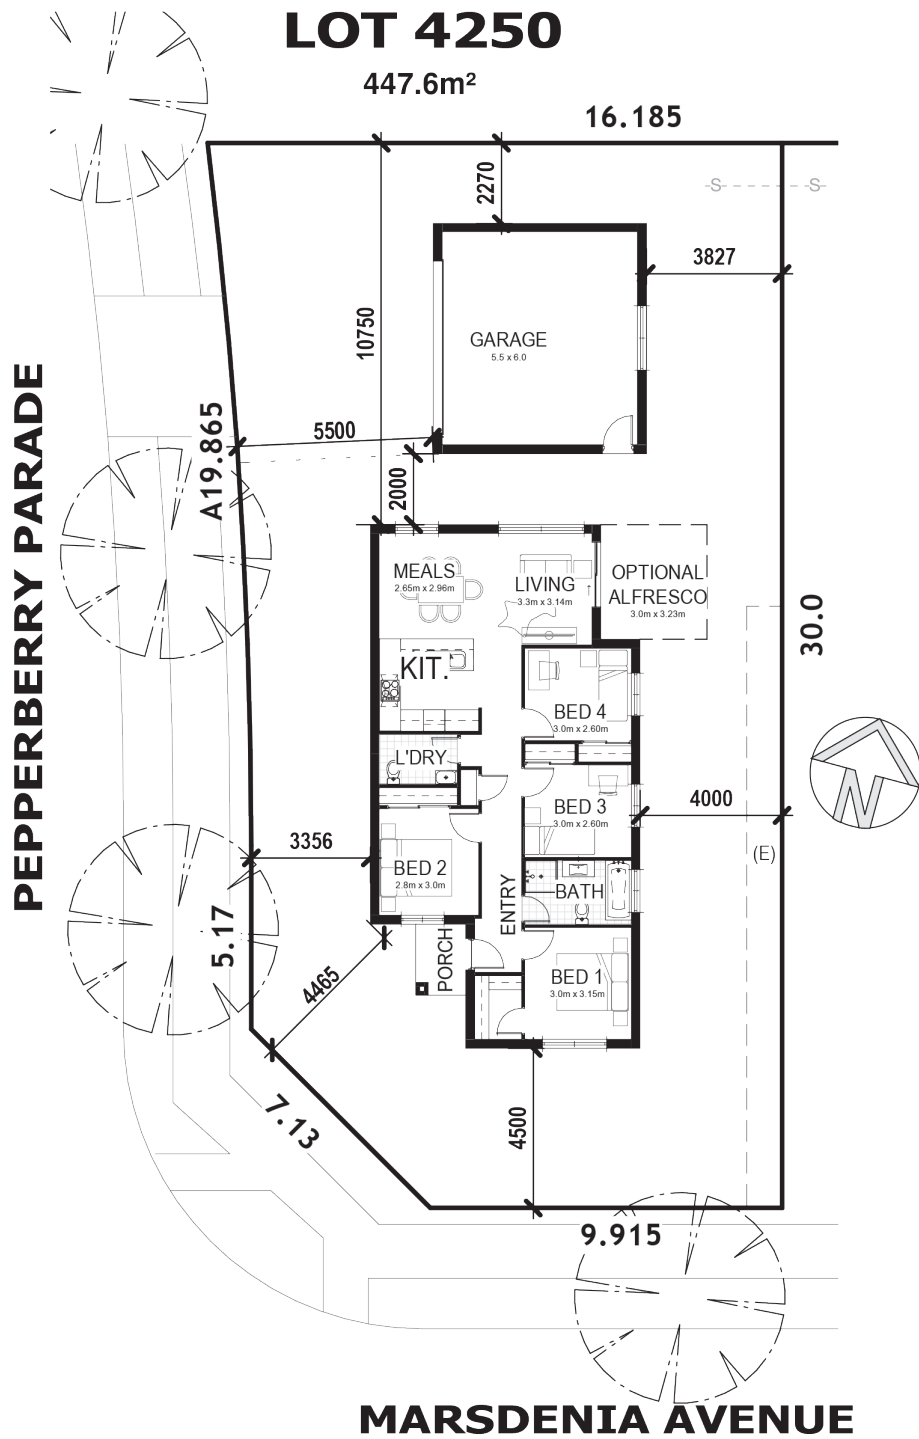 LOT 4250
447.6m²
16.185
2270
S
S
3827
10750
GARAGE
5.5 x 6.0
PEPPERBERRY PARADE
A19.865
5500
2000
MEALS
2.65m x 2.96m
LIVING
3.3m x 3.14m
OPTIONAL
ALFRESCO
3.0m x 3.23m
30.0
KIT.
BED 4
3.0m x 2.60m
L'DRY
N
BED 3
3.0m x 2.60m
4000
3356
(E)
BED 2
2.8m x 3.0m
ENTRY
BATH
5.17
4465
PORCH
BED 1
3.0m x 3.15m
7.13
4500
9.915
MARSDENIA AVENUE